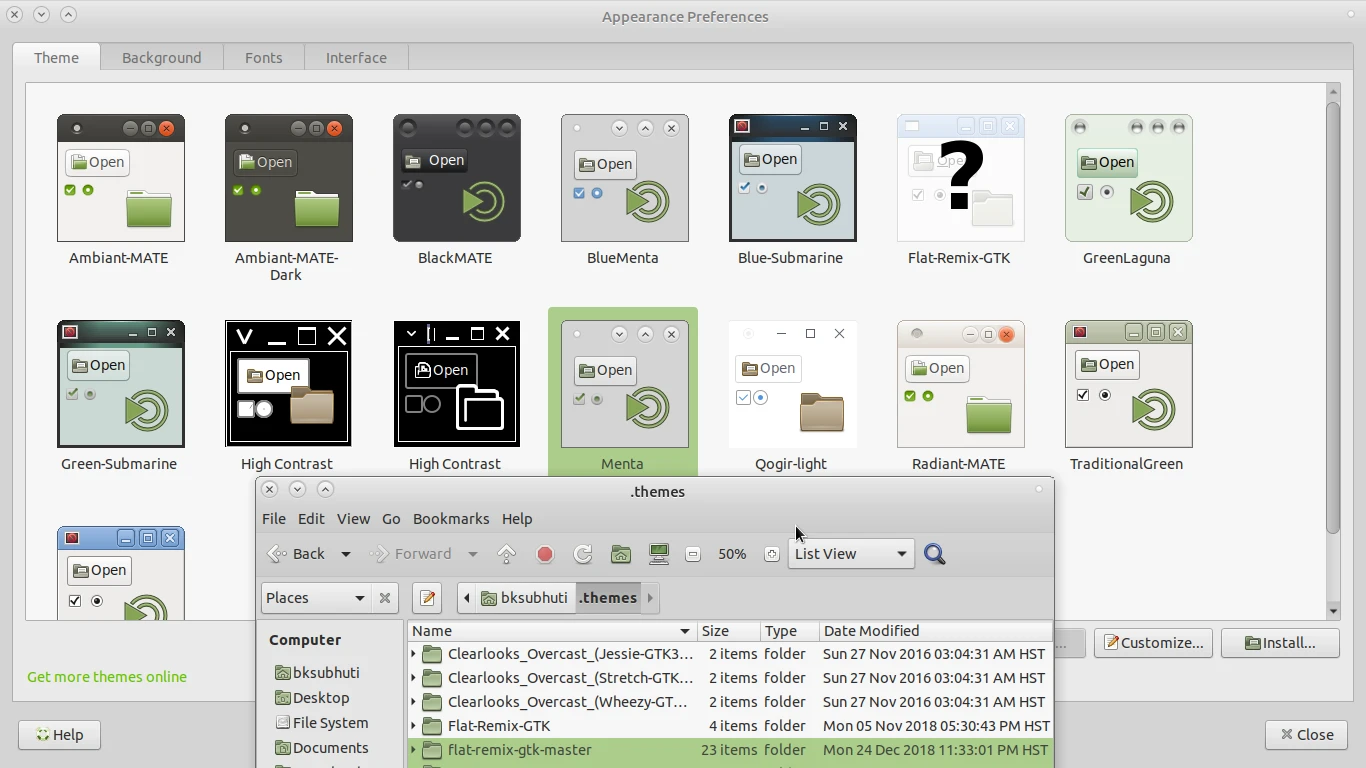 Appearance Preferences
Theme Background Fonts Interface
Open Open Open Open Open Open Open
Ambiant-MATE Ambiant-MATE-Dark BlackMATE BlueMenta Blue-Submarine Flat-Remix-GTK GreenLaguna
Open Open Open Open Open Open Open
Green-Submarine High Contrast High Contrast Menta Qogir-light Radiant-MATE TraditionalGreen
Open
.themes
File Edit View Go Bookmarks Help
Back Forward 50% List View
Places bksubhuti .themes
Computer
bksubhuti
Desktop
File System
Documents
Name Size Type Date Modified
Clearlooks_Overcast_(Jessie-GTK3... 2 items folder Sun 27 Nov 2016 03:04:31 AM HST
Clearlooks_Overcast_(Stretch-GTK... 2 items folder Sun 27 Nov 2016 03:04:31 AM HST
Clearlooks_Overcast_(Wheezy-GT... 2 items folder Sun 27 Nov 2016 03:04:31 AM HST
Flat-Remix-GTK 4 items folder Mon 05 Nov 2018 05:30:43 PM HST
flat-remix-gtk-master 23 items folder Mon 24 Dec 2018 11:33:01 PM HST
... Customize... Install...
Get more themes online
Help Close